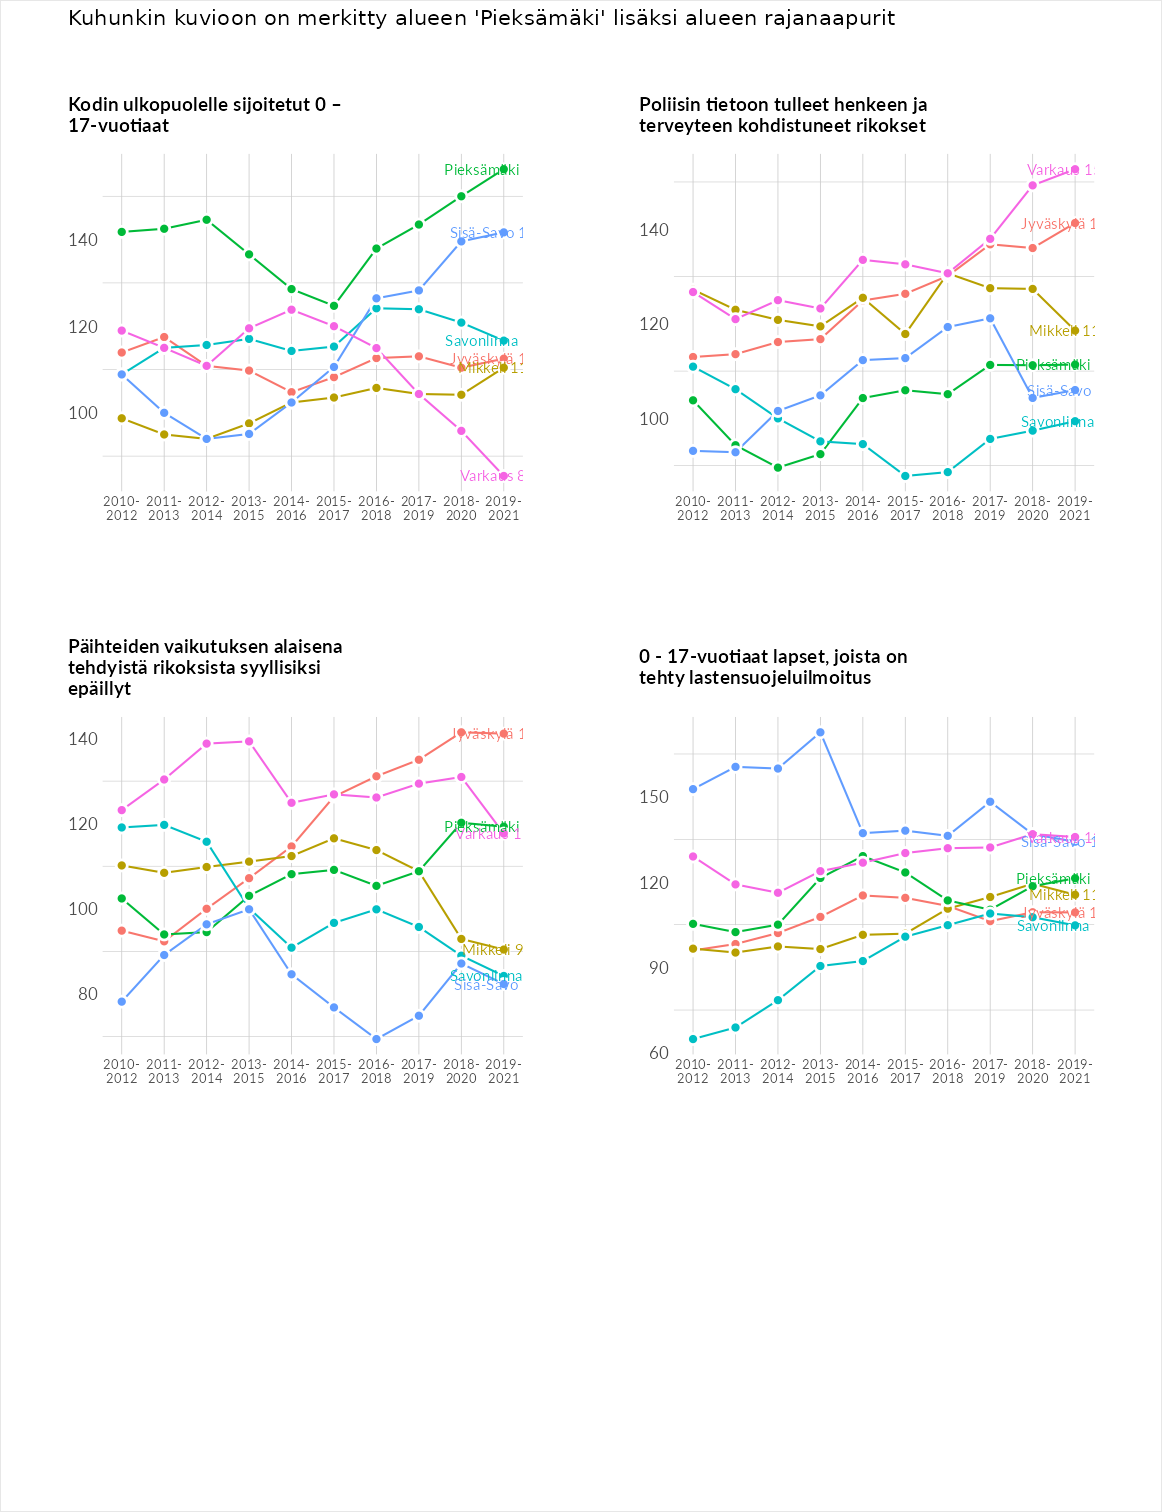 Kuhunkin kuvioon on merkitty alueen 'Pieksämäki' lisäksi alueen rajanaapurit
Kodin ulkopuolelle sijoitetut 0 –
17-vuotiaat
140
120
100
Pieksämäki
Sisä-Savo 1
Savonlinna
Jyväskylä 1
Mikkeli 11
Varkaus 8
2010- 2011- 2012- 2013- 2014- 2015- 2016- 2017- 2018- 2019-
2012 2013 2014 2015 2016 2017 2018 2019 2020 2021
Poliisin tietoon tulleet henkeen ja
terveyteen kohdistuneet rikokset
140
120
100
Varkaus 1
Jyväskylä 1
Mikkeli 11
Pieksämäki
Sisä-Savo
Savonlinna
2010- 2011- 2012- 2013- 2014- 2015- 2016- 2017- 2018- 2019-
2012 2013 2014 2015 2016 2017 2018 2019 2020 2021
Päihteiden vaikutuksen alaisena
tehdyistä rikoksista syyllisiksi
epäillyt
140
120
100
80
Jyväskylä 1
Pieksämäki
Varkaus 1
Mikkeli 9
Savonlinna
Sisä-Savo
2010- 2011- 2012- 2013- 2014- 2015- 2016- 2017- 2018- 2019-
2012 2013 2014 2015 2016 2017 2018 2019 2020 2021
0 - 17-vuotiaat lapset, joista on
tehty lastensuojeluilmoitus
150
120
90
60
Varkaus 1
Sisä-Savo 1
Pieksämäki
Mikkeli 11
Jyväskylä 1
Savonlinna
2010- 2011- 2012- 2013- 2014- 2015- 2016- 2017- 2018- 2019-
2012 2013 2014 2015 2016 2017 2018 2019 2020 2021